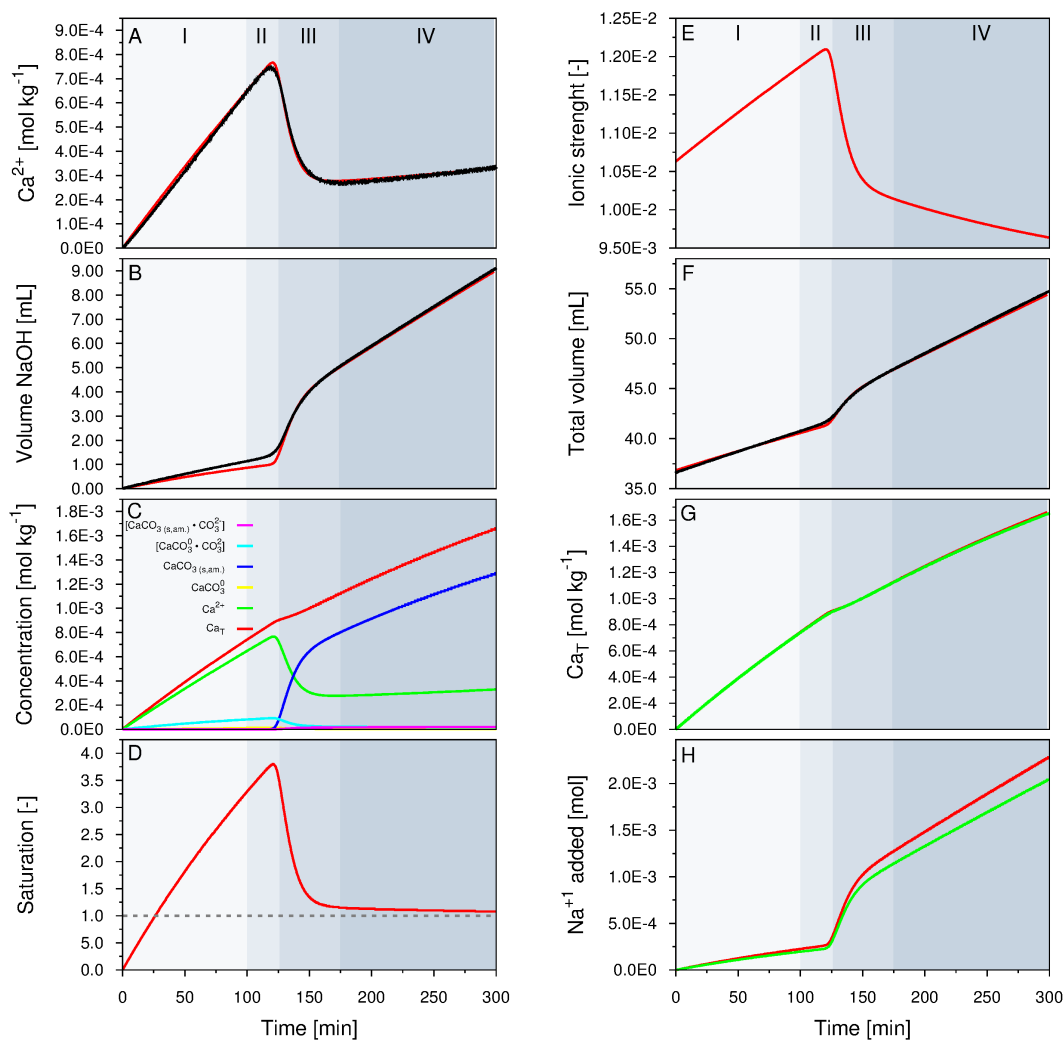 A I II III IV
Ca2+ [mol kg-1]
9.0E-4
8.0E-4
7.0E-4
6.0E-4
5.0E-4
4.0E-4
3.0E-4
2.0E-4
1.0E-4
0.0E0
B
Volume NaOH [mL]
9.00
8.00
7.00
6.00
5.00
4.00
3.00
2.00
1.00
0.00
C
Concentration [mol kg-1]
1.8E-3
1.6E-3
1.4E-3
1.2E-3
1.0E-3
8.0E-4
6.0E-4
4.0E-4
2.0E-4
0.0E0
[CaCO3 (s,am.) • CO3 2-]
[CaCO3 0 • CO3 2]
CaCO3 (s,am.)
CaCO3 0
Ca2+
CaT
D
Saturation [-]
4.0
3.5
3.0
2.5
2.0
1.5
1.0
5.0
0.0
0 50 100 150 200 250 300
Time [min]
E I II III IV
Ionic strenght [-]
1.25E-2
1.20E-2
1.15E-2
1.10E-2
1.05E-2
1.00E-2
9.50E-3
F
Total volume [mL]
55.0
50.0
45.0
40.0
35.0
G
CaT [mol kg-1]
1.6E-3
1.4E-3
1.2E-3
1.0E-3
8.0E-4
6.0E-4
4.0E-4
2.0E-4
0.0E0
H
Na+1 added [mol]
2.0E-3
1.5E-3
1.0E-3
5.0E-4
0.0E0
0 50 100 150 200 250 300
Time [min]